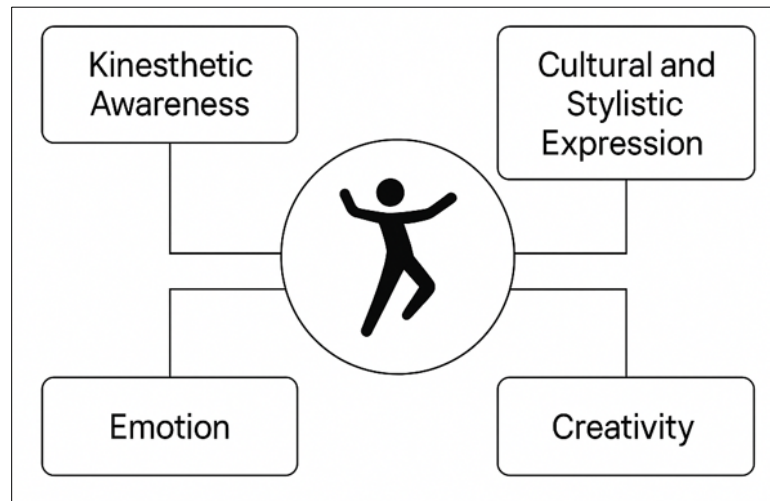 Kinesthetic
Awareness
Cultural and
Stylistic
Expression
Emotion
Creativity